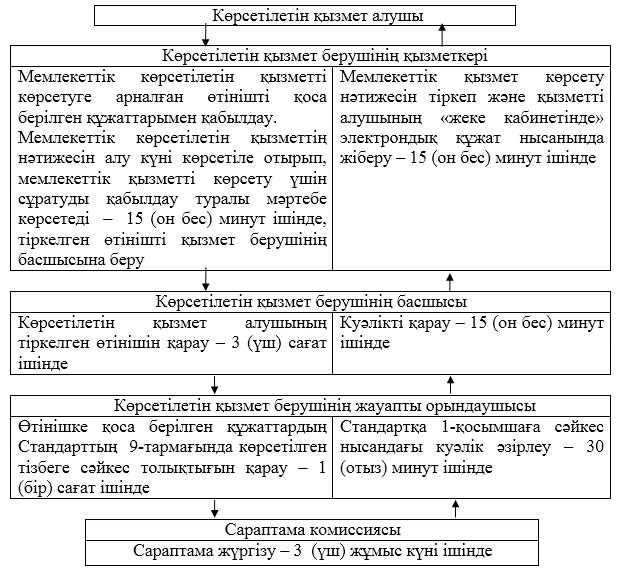 Көрсетілетін қызмет алушы
Көрсетілетін қызмет берушінің қызметкері
Мемлекеттік көрсетілетін қызметті
көрсетуге арналған өтінішті қоса
берілген құжаттарымен қабылдау.
Мемлекеттік көрсетілетін қызметтің
нәтижесін алу күні көрсетіле отырып,
мемлекеттік қызметті көрсету үшін
сұратуды қабылдау туралы мәртебе
көрсетеді – 15 (он бес) минут ішінде,
тіркелген өтінішті қызмет берушінің
басшысына беру
Мемлекеттік қызмет көрсету
нәтижесін тіркеп және қызметті
алушының «жеке кабинетінде»
электрондық құжат нысанында
жіберу – 15 (он бес) минут ішінде
Көрсетілетін қызмет берушінің басшысы
Көрсетілетін қызмет алушының
тіркелген өтінішін қарау – 3 (үш) сағат
ішінде
Куәлікті қарау – 15 (он бес) минут
ішінде
Көрсетілетін қызмет берушінің жауапты орындаушысы
Өтінішке қоса берілген құжаттардың
Стандарттың 9-тармағында көрсетілген
тізбеге сәйкес толықтығын қарау – 1
(бір) сағат ішінде
Стандартқа 1-қосымшаға сәйкес
нысандағы куәлік әзірлеу – 30
(отыз) минут ішінде
Сараптама комиссиясы
Сараптама жүргізу – 3 (үш) жұмыс күні ішінде